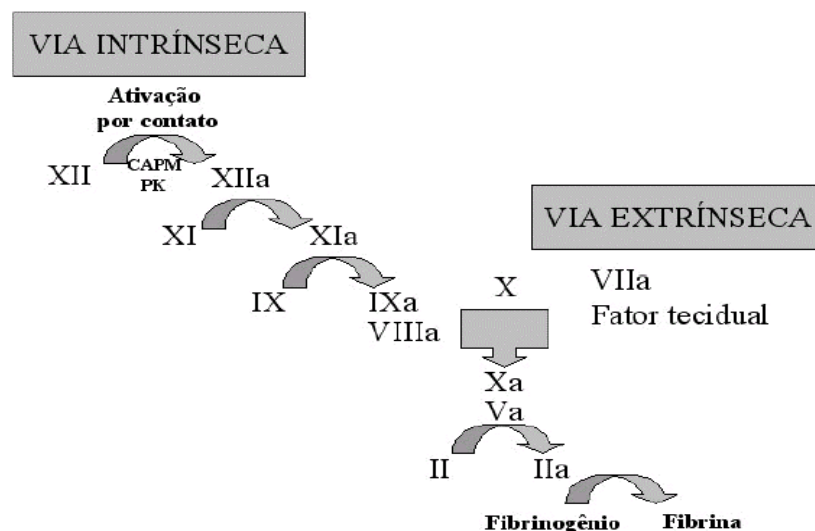 VIA INTRÍNSECA
Ativação
por contato
XII
CAPM
PK
XIIa
XI
XIa
IX
IXa
VIIIa
VIA EXTRÍNSECA
X
VIIa
Fator tecidual
Xa
Va
II
IIa
Fibrinogênio
Fibrina